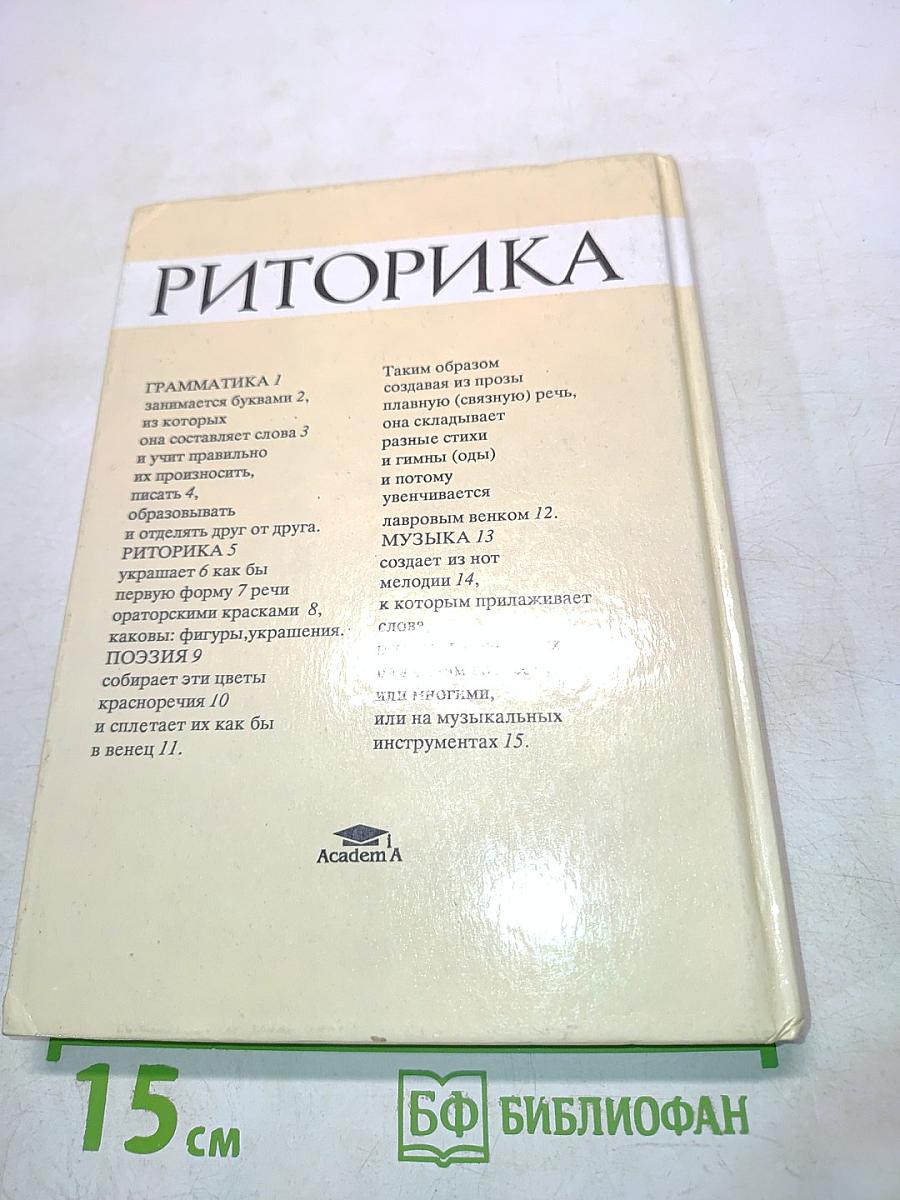 РИТОРИКА
ГРАММАТИКА 1
занимается буквами 2,
из которых
она составляет слова 3
и учит правильно
их произносить,
писать 4,
образовывать
и отделять друг от друга.
РИТОРИКА 5
украшает 6 как бы
первую форму 7 речи
ораторскими красками 8,
каковы: фигуры,украшения.
ПОЭЗИЯ 9
собирает эти цветы
красноречия 10
и сплетает их как бы
в венец 11.
Таким образом
создавая из прозы
плавную (связную) речь,
она складывает
разные стихи
и гимны (оды)
и потому
увенчивается
лавровым венком 12.
МУЗЫКА 13
создает из нот
мелодии 14,
к которым прилаживает
слова
или многими,
или на музыкальных
инструментах 15.
AcademiA
15 см
БФ БИБЛИОФАН